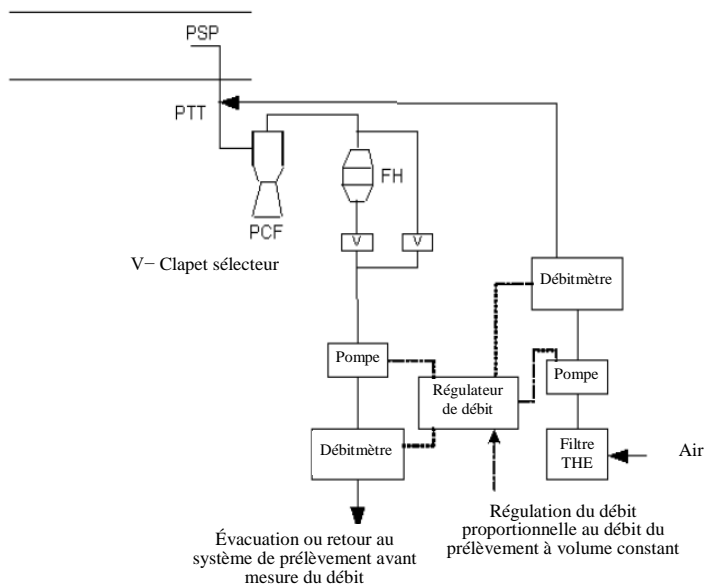 PSP
PTT
FH
PCF
V
V
V− Clapet sélecteur
Débitmètre
Pompe
Pompe
Régulateur
de débit
Débitmètre
Filtre
THE
Air
Évacuation ou retour au
système de prélèvement avant
mesure du débit
Régulation du débit
proportionnelle au débit du
prélèvement à volume constant